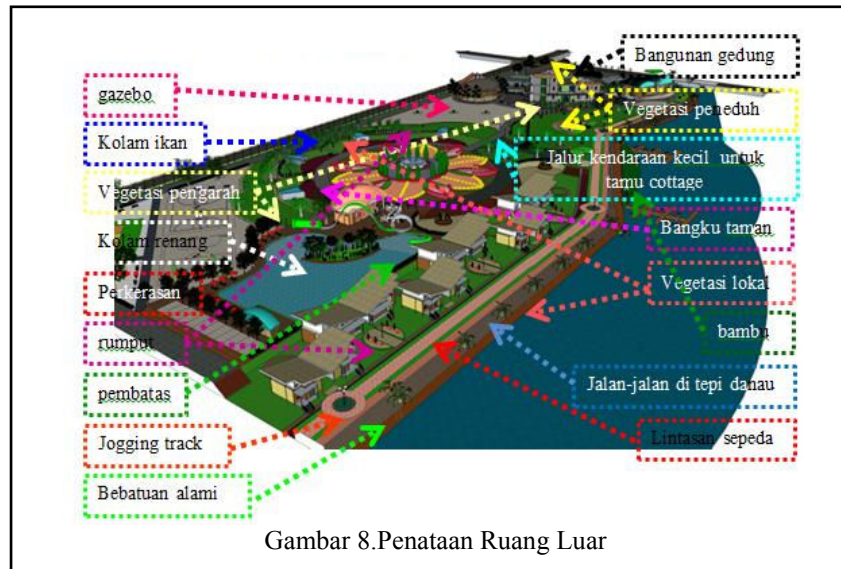 gazebo
Kolam ikan
Vegetasi pengarah
Kolam renang
Perkerasan
rumput
pembatas
Jogging track
Bebatuan alami
Bangunan gedung
Vegetasi peneduh
Jalur kendaraan kecil untuk
tamu cottage
Bangku taman
Vegetasi lokal
bambu
Jalan-jalan di tepi danau
Lintasan sepeda
Gambar 8.Penataan Ruang Luar